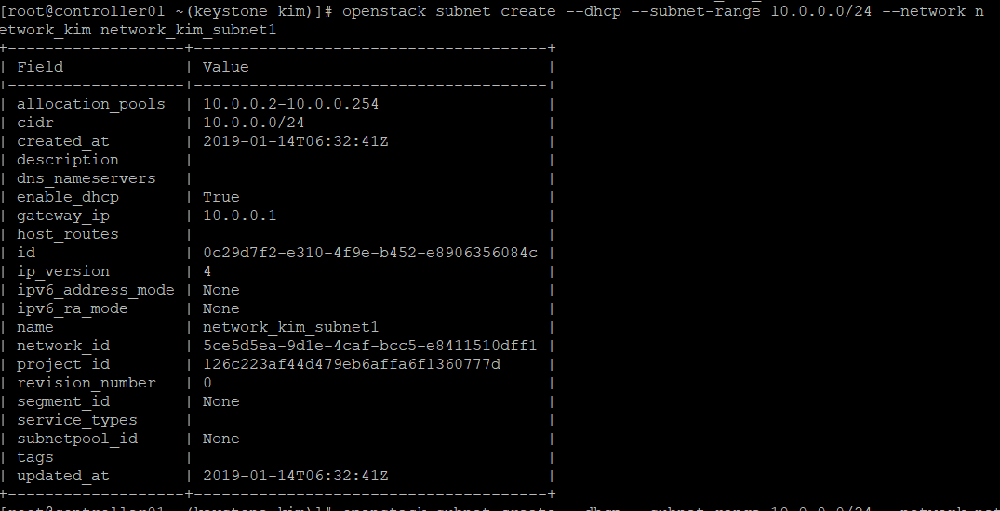 [root@controller01 ~(keystone_kim)]# openstack subnet create --dhcp --subnet-range 10.0.0.0/24 --network n
etwork_kim network_kim_subnet1
+-------------------+--------------------------------------+
| Field             | Value                                |
+-------------------+--------------------------------------+
| allocation_pools  | 10.0.0.2-10.0.0.254                  |
| cidr              | 10.0.0.0/24                          |
| created_at        | 2019-01-14T06:32:41Z                 |
| description       |                                      |
| dns_nameservers   |                                      |
| enable_dhcp       | True                                 |
| gateway_ip        | 10.0.0.1                             |
| host_routes       |                                      |
| id                | 0c29d7f2-e310-4f9e-b452-e8906356084c |
| ip_version        | 4                                    |
| ipv6_address_mode | None                                 |
| ipv6_ra_mode      | None                                 |
| name              | network_kim_subnet1                  |
| network_id        | 5ce5d5ea-9d1e-4caf-bcc5-e8411510dff1 |
| project_id        | 126c223af44d479eb6affa6f1360777d     |
| revision_number   | 0                                    |
| segment_id        | None                                 |
| service_types     |                                      |
| subnetpool_id     | None                                 |
| tags              |                                      |
| updated_at        | 2019-01-14T06:32:41Z                 |
+-------------------+--------------------------------------+
[root@controller01 ~(keystone_kim)]# openstack subnet create --dhcp --subnet-range 10.0.0.0/24 --network